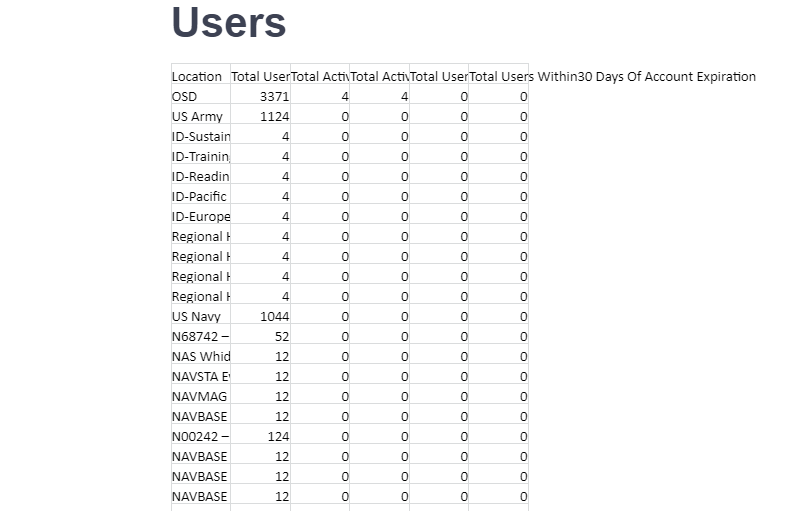 Users
Location Total User Total Activ Total Activ Total User Total Users Within30 Days Of Account Expiration
OSD 3371 4 4 0 0
US Army 1124 0 0 0 0
ID-Sustain 4 0 0 0 0
ID-Training 4 0 0 0 0
ID-Readin 4 0 0 0 0
ID-Pacific 4 0 0 0 0
ID-Europe 4 0 0 0 0
Regional H 4 0 0 0 0
Regional H 4 0 0 0 0
Regional H 4 0 0 0 0
Regional H 4 0 0 0 0
US Navy 1044 0 0 0 0
N68742 – 52 0 0 0 0
NAS Whid 12 0 0 0 0
NAVSTA E 12 0 0 0 0
NAVMAG 12 0 0 0 0
NAVBASE 12 0 0 0 0
N00242 – 124 0 0 0 0
NAVBASE 12 0 0 0 0
NAVBASE 12 0 0 0 0
NAVBASE 12 0 0 0 0